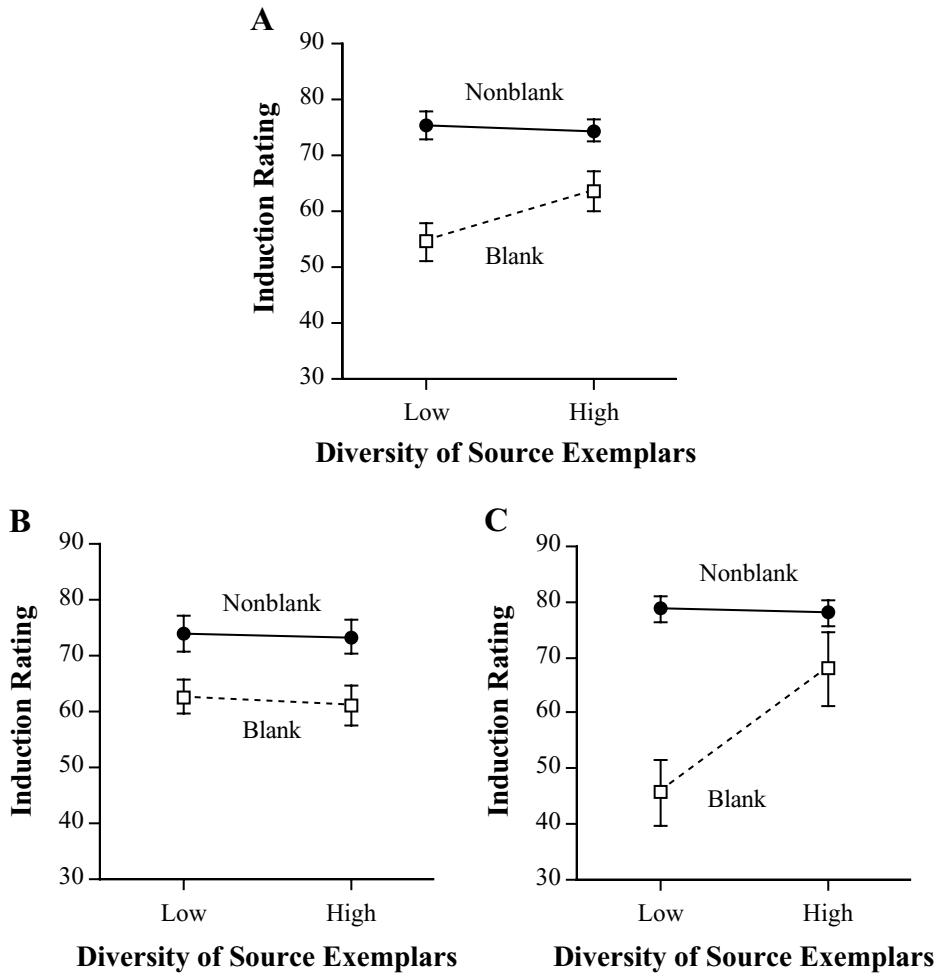 A
Induction Rating
90
80
70
60
50
40
30
Nonblank
Blank
Low High
Diversity of Source Exemplars
B
Induction Rating
90
80
70
60
50
40
30
Nonblank
Blank
Low High
Diversity of Source Exemplars
C
Induction Rating
90
80
70
60
50
40
30
Nonblank
Blank
Low High
Diversity of Source Exemplars